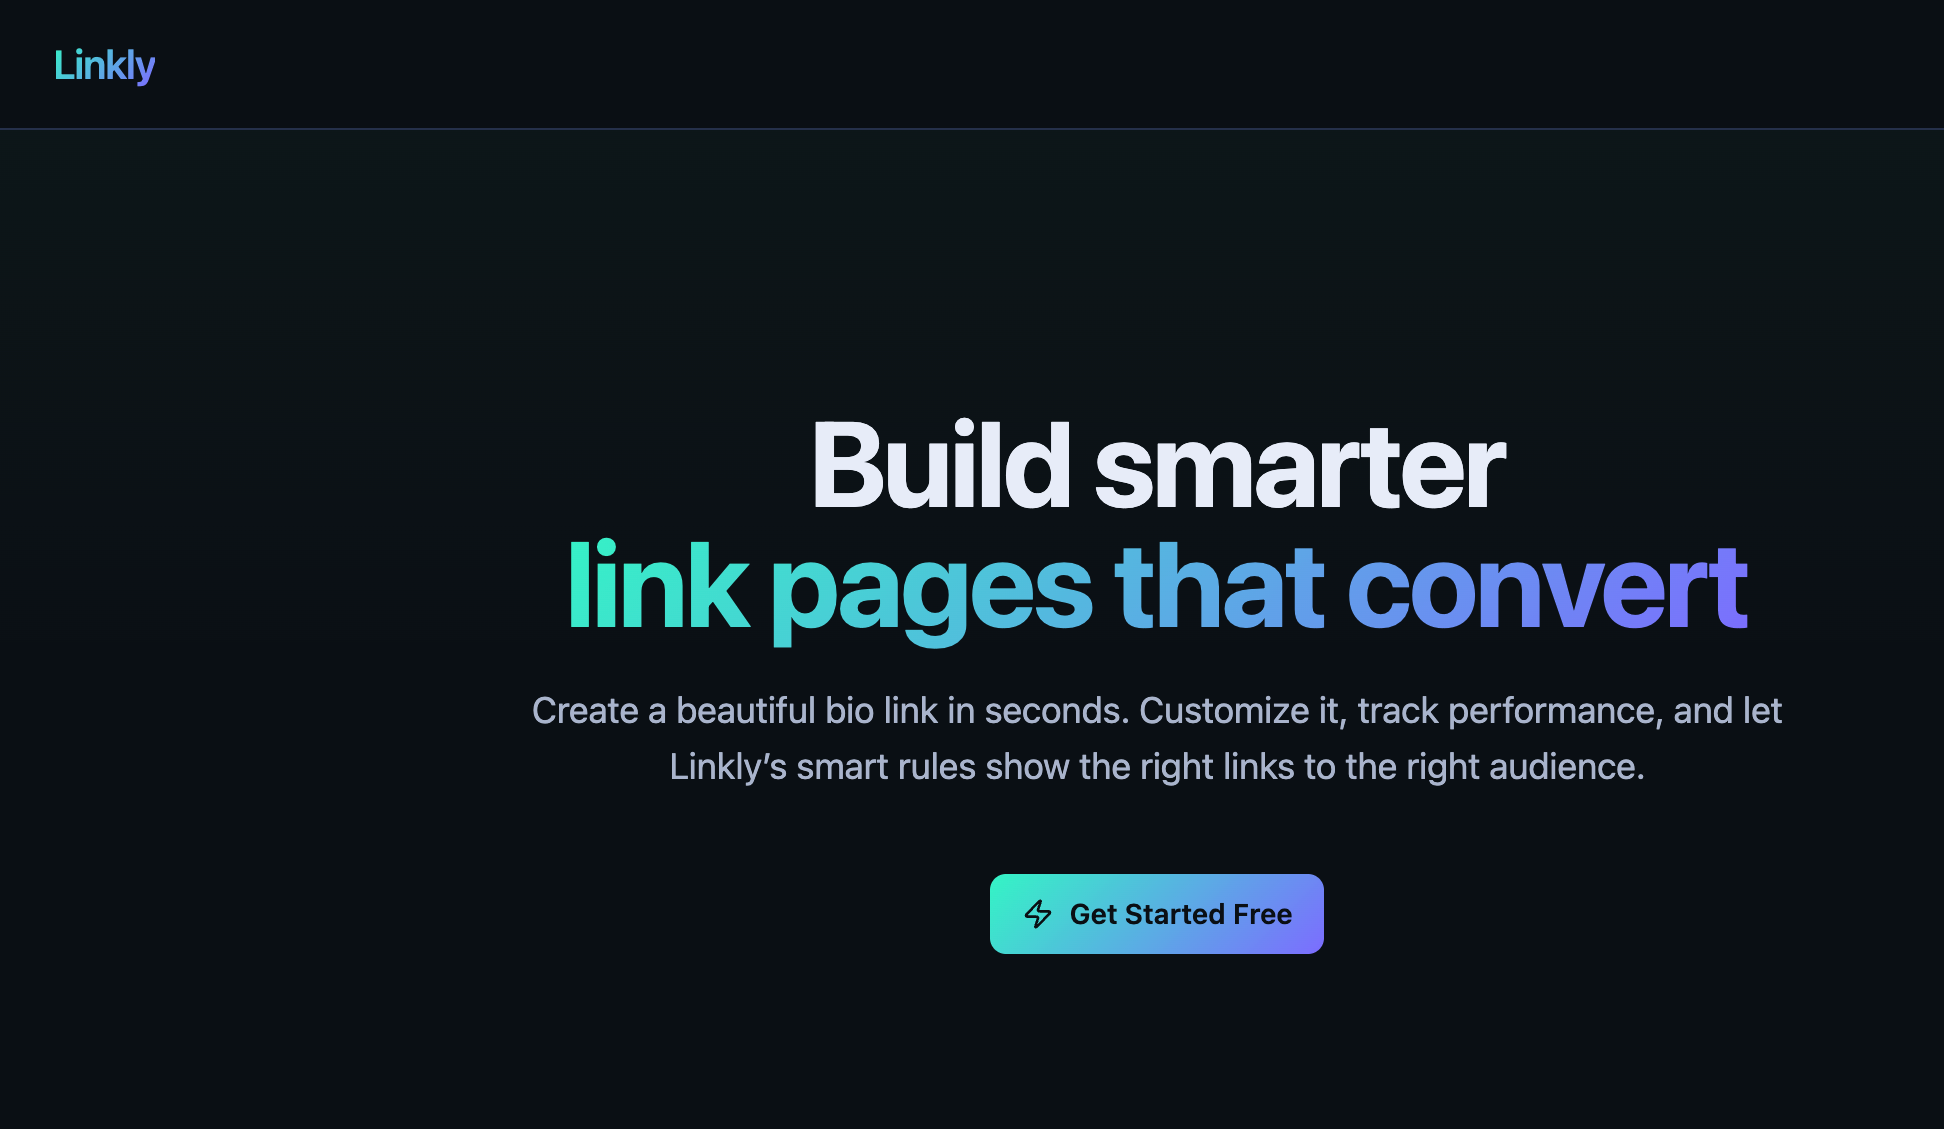 Linkly
Build smarter
link pages that convert
Create a beautiful bio link in seconds. Customize it, track performance, and let
Linkly’s smart rules show the right links to the right audience.
Get Started Free